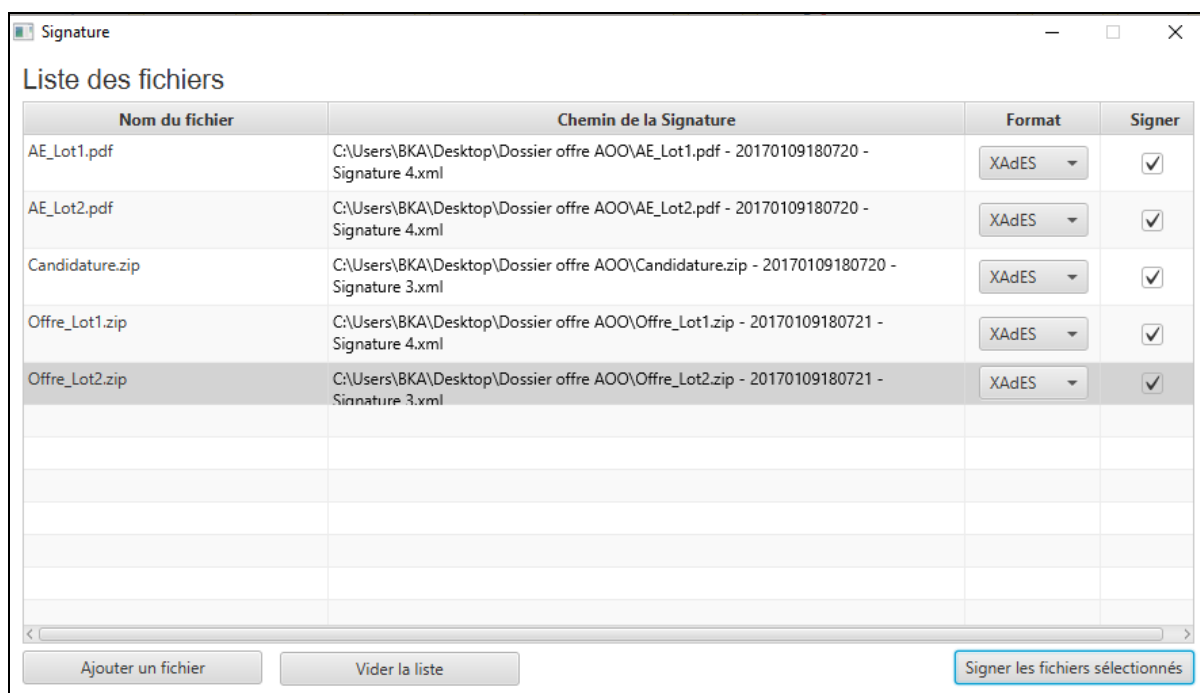 Signature
Liste des fichiers
Nom du fichier Chemin de la Signature Format Signer
AE_Lot1.pdf C:\Users\BKA\Desktop\Dossier offre AOO\AE_Lot1.pdf - 20170109180720 - XAdES
Signature 4.xml
AE_Lot2.pdf C:\Users\BKA\Desktop\Dossier offre AOO\AE_Lot2.pdf - 20170109180720 - XAdES
Signature 4.xml
Candidature.zip C:\Users\BKA\Desktop\Dossier offre AOO\Candidature.zip - 20170109180720 - XAdES
Signature 3.xml
Offre_Lot1.zip C:\Users\BKA\Desktop\Dossier offre AOO\Offre_Lot1.zip - 20170109180721 - XAdES
Signature 4.xml
Offre_Lot2.zip C:\Users\BKA\Desktop\Dossier offre AOO\Offre_Lot2.zip - 20170109180721 - XAdES
Signature 3.xml
Ajouter un fichier Vider la liste Signer les fichiers sélectionnés